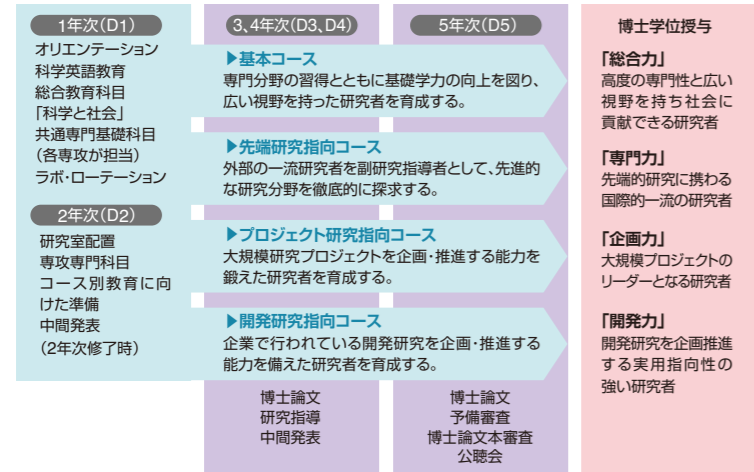 1年次(D1)
オリエンテーション
科学英語教育
総合教育科目
「科学と社会」
共通専門基礎科目
(各専攻が担当)
ラボ・ローテーション
2年次(D2)
研究室配置
専攻専門科目
コース別教育に向
けた準備
中間発表
(2年次修了時)
3、4年次(D3、D4)
5年次(D5)
▶基本コース
専門分野の習得とともに基礎学力の向上を図り、
広い視野を持った研究者を育成する。
▶先端研究指向コース
外部の一流研究者を副研究指導者として、先進的
な研究分野を徹底的に探求する。
▶プロジェクト研究指向コース
大規模研究プロジェクトを企画・推進する能力を
鍛えた研究者を育成する。
▶開発研究指向コース
企業で行われている開発研究を企画・推進する
能力を備えた研究者を育成する。
博士論文
研究指導
中間発表
博士論文
予備審査
博士論文本審査
公聴会
博士学位授与
「総合力」
高度の専門性と広い
視野を持ち社会に
貢献できる研究者
「専門力」
先端的研究に携わる
国際的一流の研究者
「企画力」
大規模プロジェクトの
リーダーとなる研究者
「開発力」
開発研究を企画推進
する実用指向性の
強い研究者